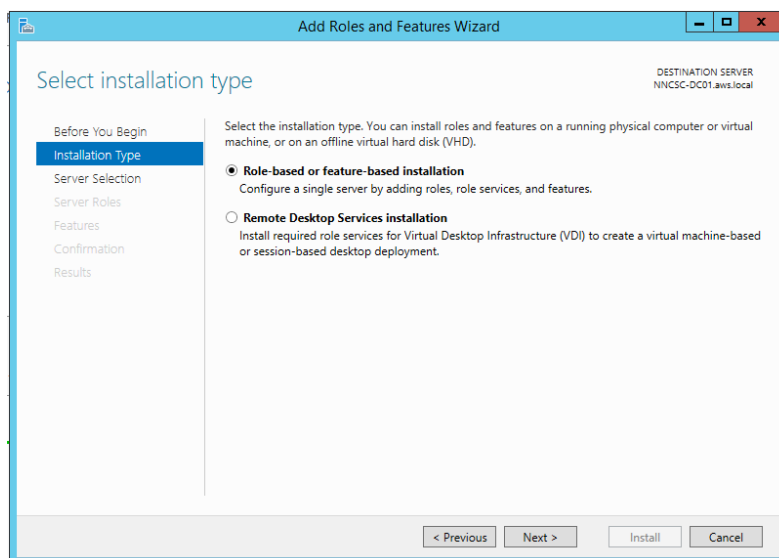 Add Roles and Features Wizard
Select installation type
DESTINATION SERVER
NNCSC-DC01.aws.local
Before You Begin
Installation Type
Server Selection
Server Roles
Features
Confirmation
Results
Select the installation type. You can install roles and features on a running physical computer or virtual
machine, or on an offline virtual hard disk (VHD).
Role-based or feature-based installation
Configure a single server by adding roles, role services, and features.
Remote Desktop Services installation
Install required role services for Virtual Desktop Infrastructure (VDI) to create a virtual machine-based
or session-based desktop deployment.
< Previous
Next >
Install
Cancel